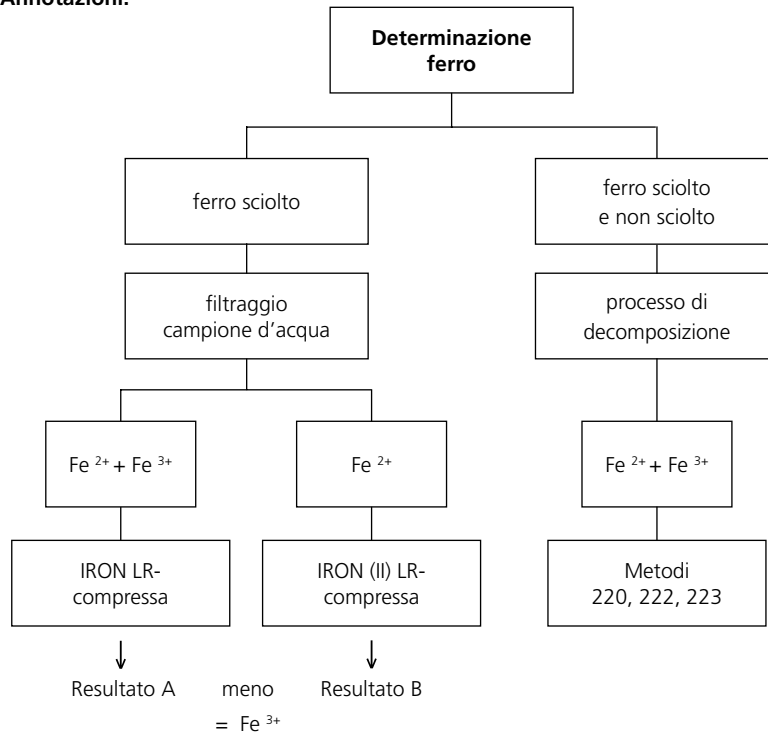 Annotazioni:
Determinazione
ferro
ferro sciolto
ferro sciolto
e non sciolto
filtraggio
campione d'acqua
processo di
decomposizione
Fe ²⁺ + Fe ³⁺
Fe ²⁺
Fe ²⁺ + Fe ³⁺
IRON LR-
compressa
IRON (II) LR-
compressa
Metodi
220, 222, 223
Resultato A meno Resultato B
= Fe ³⁺